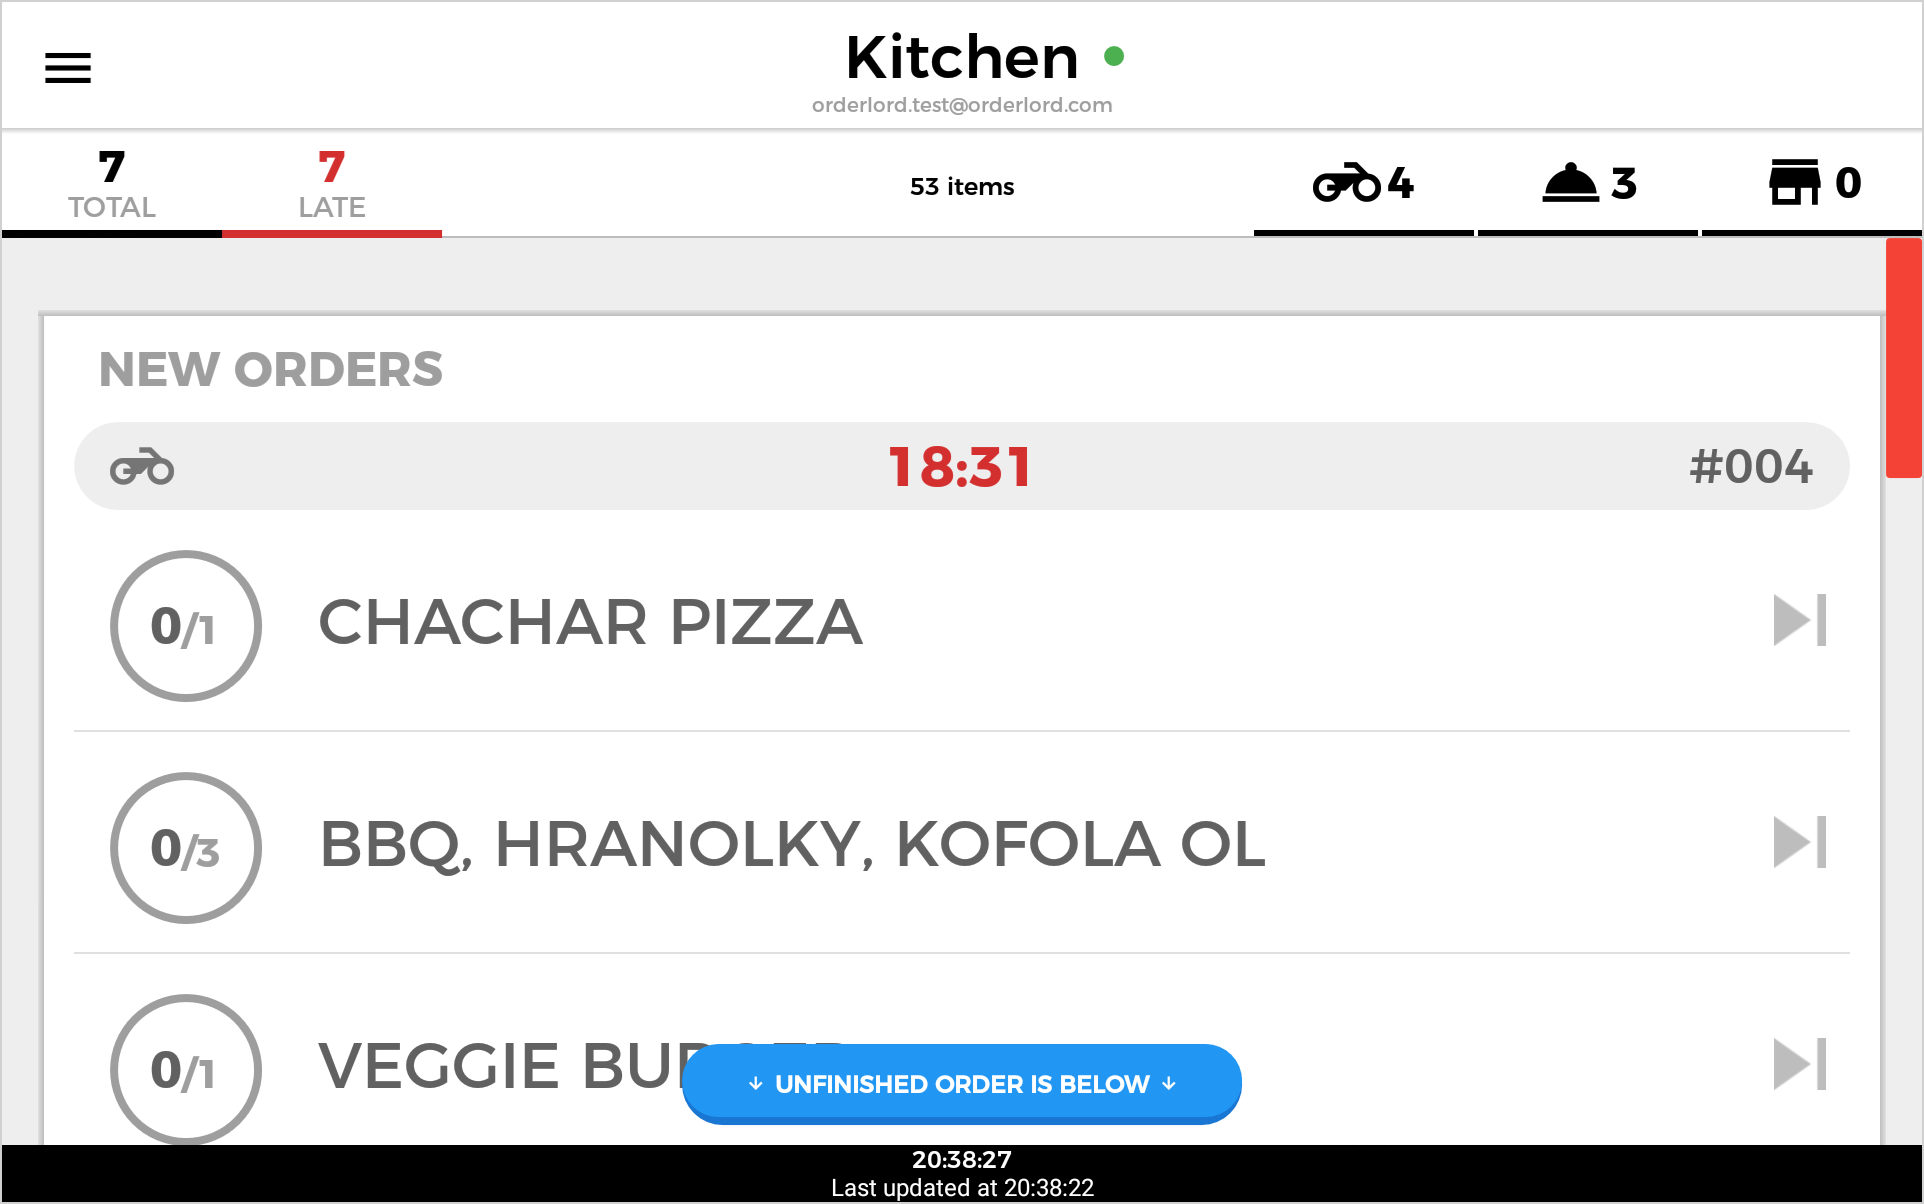 Kitchen
orderlord.test@orderlord.com
7 TOTAL
7 LATE
53 items
4
3
0
NEW ORDERS
18:31 #004
0/1 CHACHAR PIZZA
0/3 BBQ, HRANOLKY, KOFOLA OL
0/1 VEGGIE
↓ UNFINISHED ORDER IS BELOW ↓
20:38:27
Last updated at 20:38:22